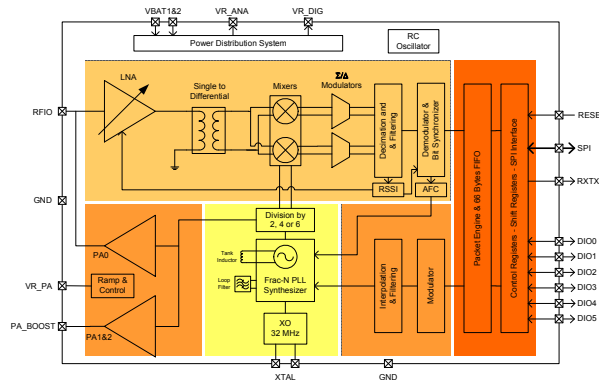 VBAT1&2
VR_ANA
VR_DIG
Power Distribution System
RC
Oscillator
LNA
Single to
Differential
Mixers
Σ/Δ
Modulators
Decimation and
& Filtering
Demodulator &
Bit Synchronizer
RSSI
AFC
RFIO
GND
VR_PA
PA_BOOST
PA0
Ramp &
Control
PA1&2
Division by
2, 4 or 6
Tank
Inductor
Loop
Filter
Frac-N PLL
Synthesizer
XO
32 MHz
XTAL
GND
Interpolation
& Filtering
Modulator
Packet Engine & 66 Bytes FIFO
Control Registers - Shift Registers - SPI Interface
RESE
SPI
RXTX
DIO0
DIO1
DIO2
DIO3
DIO4
DIO5